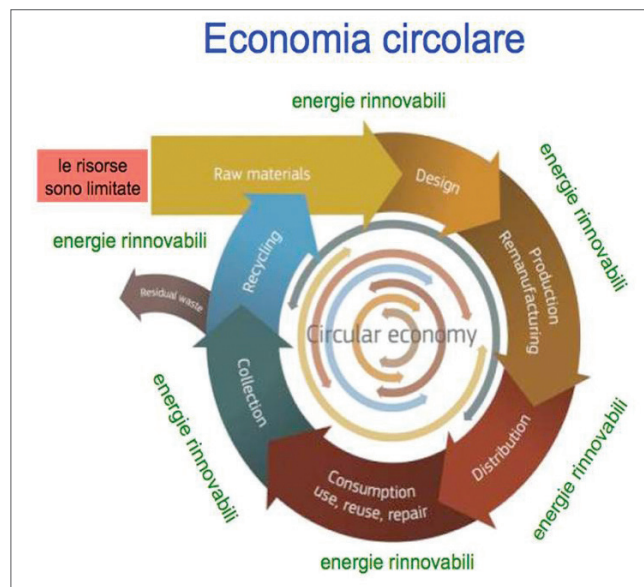 Economia circolare
energie rinnovabili
le risorse
sono limitate
Raw materials
Design
energie rinnovabili
energie rinnovabili
Recycling
Production
Remanufacturing
Residual waste
Circular economy
Collection
Distribution
energie rinnovabili
Consumption
use, reuse, repair
energie rinnovabili
energie rinnovabili